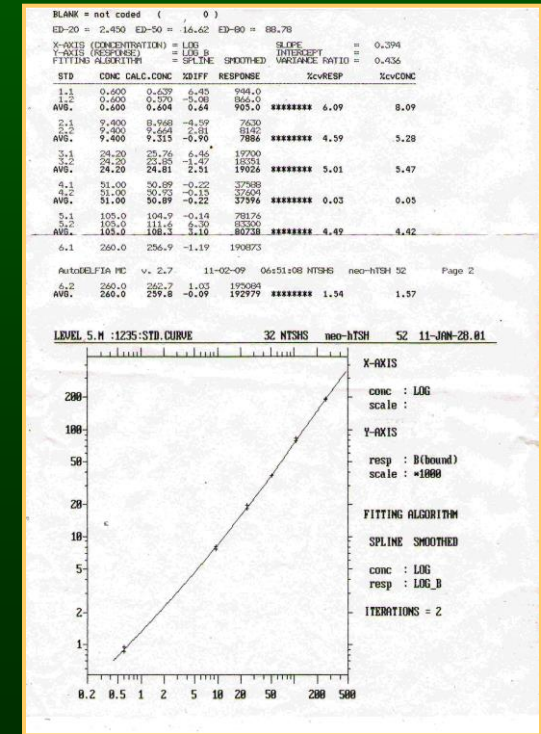 BLANK = not coded ( , 0 )
ED-20 = 2.450 ED-50 = 16.62 ED-80 = 88.78
X-AXIS (CONCENTRATION) = LOG SLOPE = 0.394
Y-AXIS (RESPONSE) = LOG_B INTERCEPT =
FITTING ALGORITHM = SPLINE SMOOTHED VARIANCE RATIO = 0.436
STD CONC CALC.CONC %DIFF RESPONSE %cvRESP %cvCONC
1.1 0.600 0.639 6.45 944.0
1.2 0.600 0.570 -5.08 866.0
AVG. 0.600 0.604 0.64 905.0 ******** 6.09 8.09
2.1 9.400 8.968 -4.59 7630
2.2 9.400 9.664 2.81 8142
AVG. 9.400 9.315 -0.90 7886 ******** 4.59 5.28
3.1 24.20 25.76 6.46 19700
3.2 24.20 23.85 -1.47 18351
AVG. 24.20 24.81 2.51 19026 ******** 5.01 5.47
4.1 51.00 50.89 -0.22 37588
4.2 51.00 50.93 -0.15 37604
AVG. 51.00 50.89 -0.22 37596 ******** 0.03 0.05
5.1 105.0 104.9 -0.14 78176
5.2 105.0 111.6 6.30 83300
AVG. 105.0 108.3 3.10 80738 ******** 4.49 4.42
6.1 260.0 256.9 -1.19 190873
AutoDELFIA MC v. 2.7 11-02-09 06:51:08 NTSHS neo-hTSH 52 Page 2
6.2 260.0 262.7 1.03 195084
AVG. 260.0 259.8 -0.09 192979 ******** 1.54 1.57
LEVEL 5.M :1235:STD.CURVE 32 NTSHS neo-hTSH 52 11-JAN-28.01
X-AXIS
conc : LOG
scale :
Y-AXIS
resp : B(bound)
scale : *1000
FITTING ALGORITHM
SPLINE SMOOTHED
conc : LOG
resp : LOG_B
ITERATIONS = 2
200
100
50
20
10
5
2
1
0.2 0.5 1 2 5 10 20 50 200 500